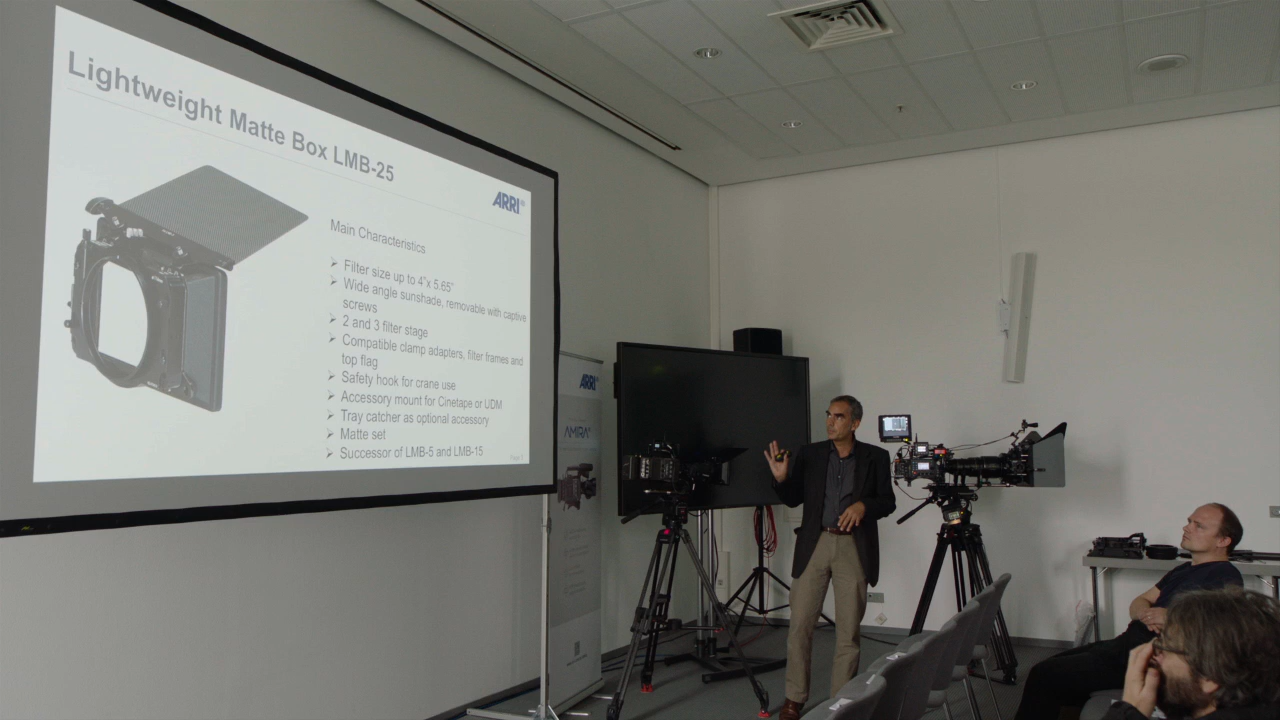 Lightweight Matte Box LMB-25
ARRI
Main Characteristics
Filter size up to 4"x 5.65"
Wide angle sunshade, removable with captive
screws
2 and 3 filter stage
Compatible clamp adapters, filter frames and
top flag
Safety hook for crane use
Accessory mount for Cinetape or UDM
Tray catcher as optional accessory
Matte set
Successor of LMB-5 and LMB-15
ARRI
AMIRA